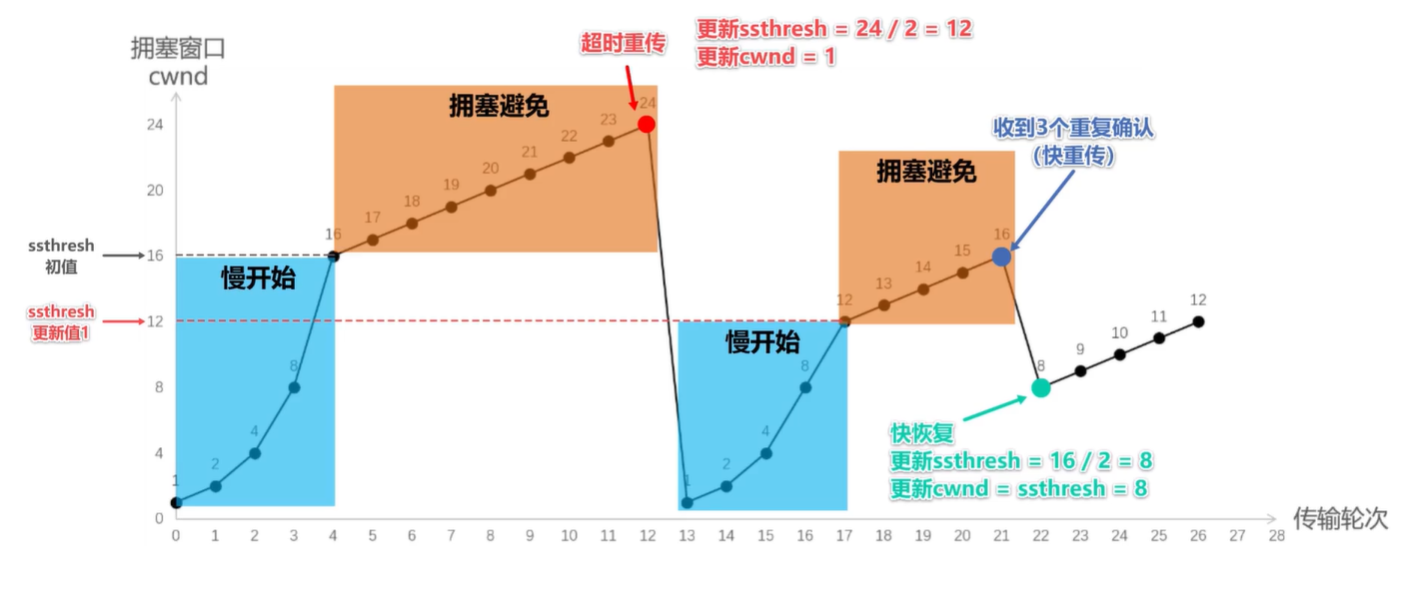 拥塞窗口
cwnd
超时重传
更新ssthresh = 24 / 2 = 12
更新cwnd = 1
拥塞避免
24
23
22
21
20
19
18
17
16
收到3个重复确认
(快重传)
拥塞避免
16
15
14
13
12
24
20
16
12
8
4
0
ssthresh
初值
ssthresh
更新值1
慢开始
8
4
2
1
慢开始
8
4
2
1
8
9
10
11
12
快恢复
更新ssthresh = 16 / 2 = 8
更新cwnd = ssthresh = 8
0 1 2 3 4 5 6 7 8 9 10 11 12 13 14 15 16 17 18 19 20 21 22 23 24 25 26 27 28
传输轮次